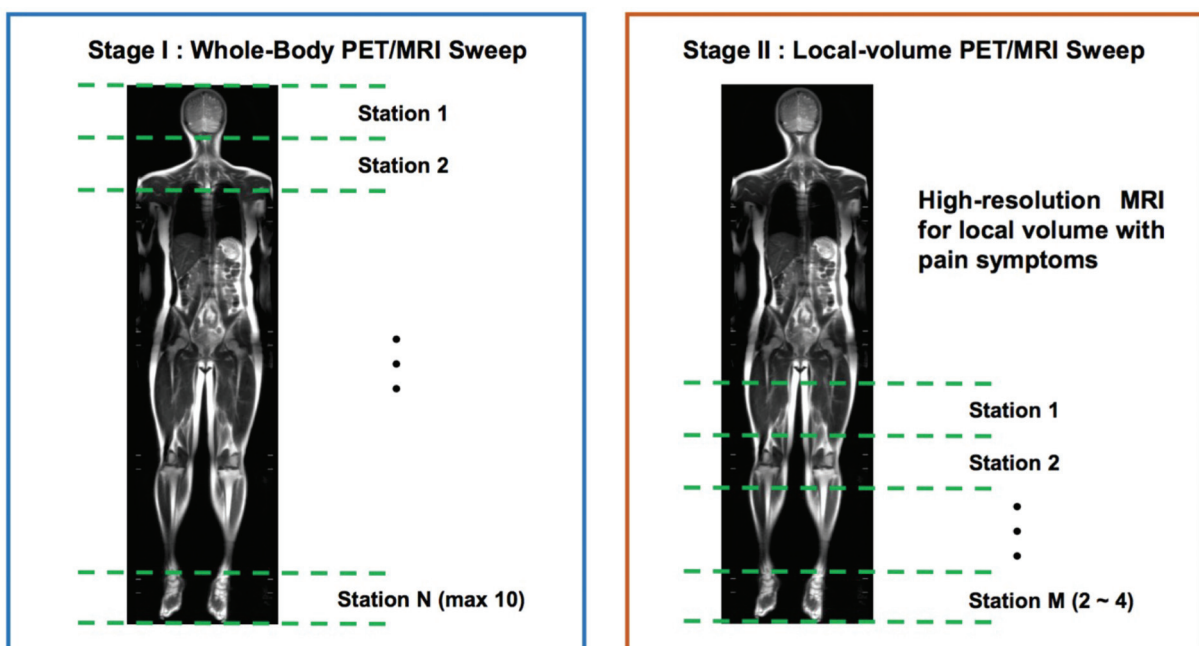 Stage I : Whole-Body PET/MRI Sweep
Station 1
Station 2
Station N (max 10)
Stage II : Local-volume PET/MRI Sweep
High-resolution MRI
for local volume with
pain symptoms
Station 1
Station 2
Station M (2 ~ 4)